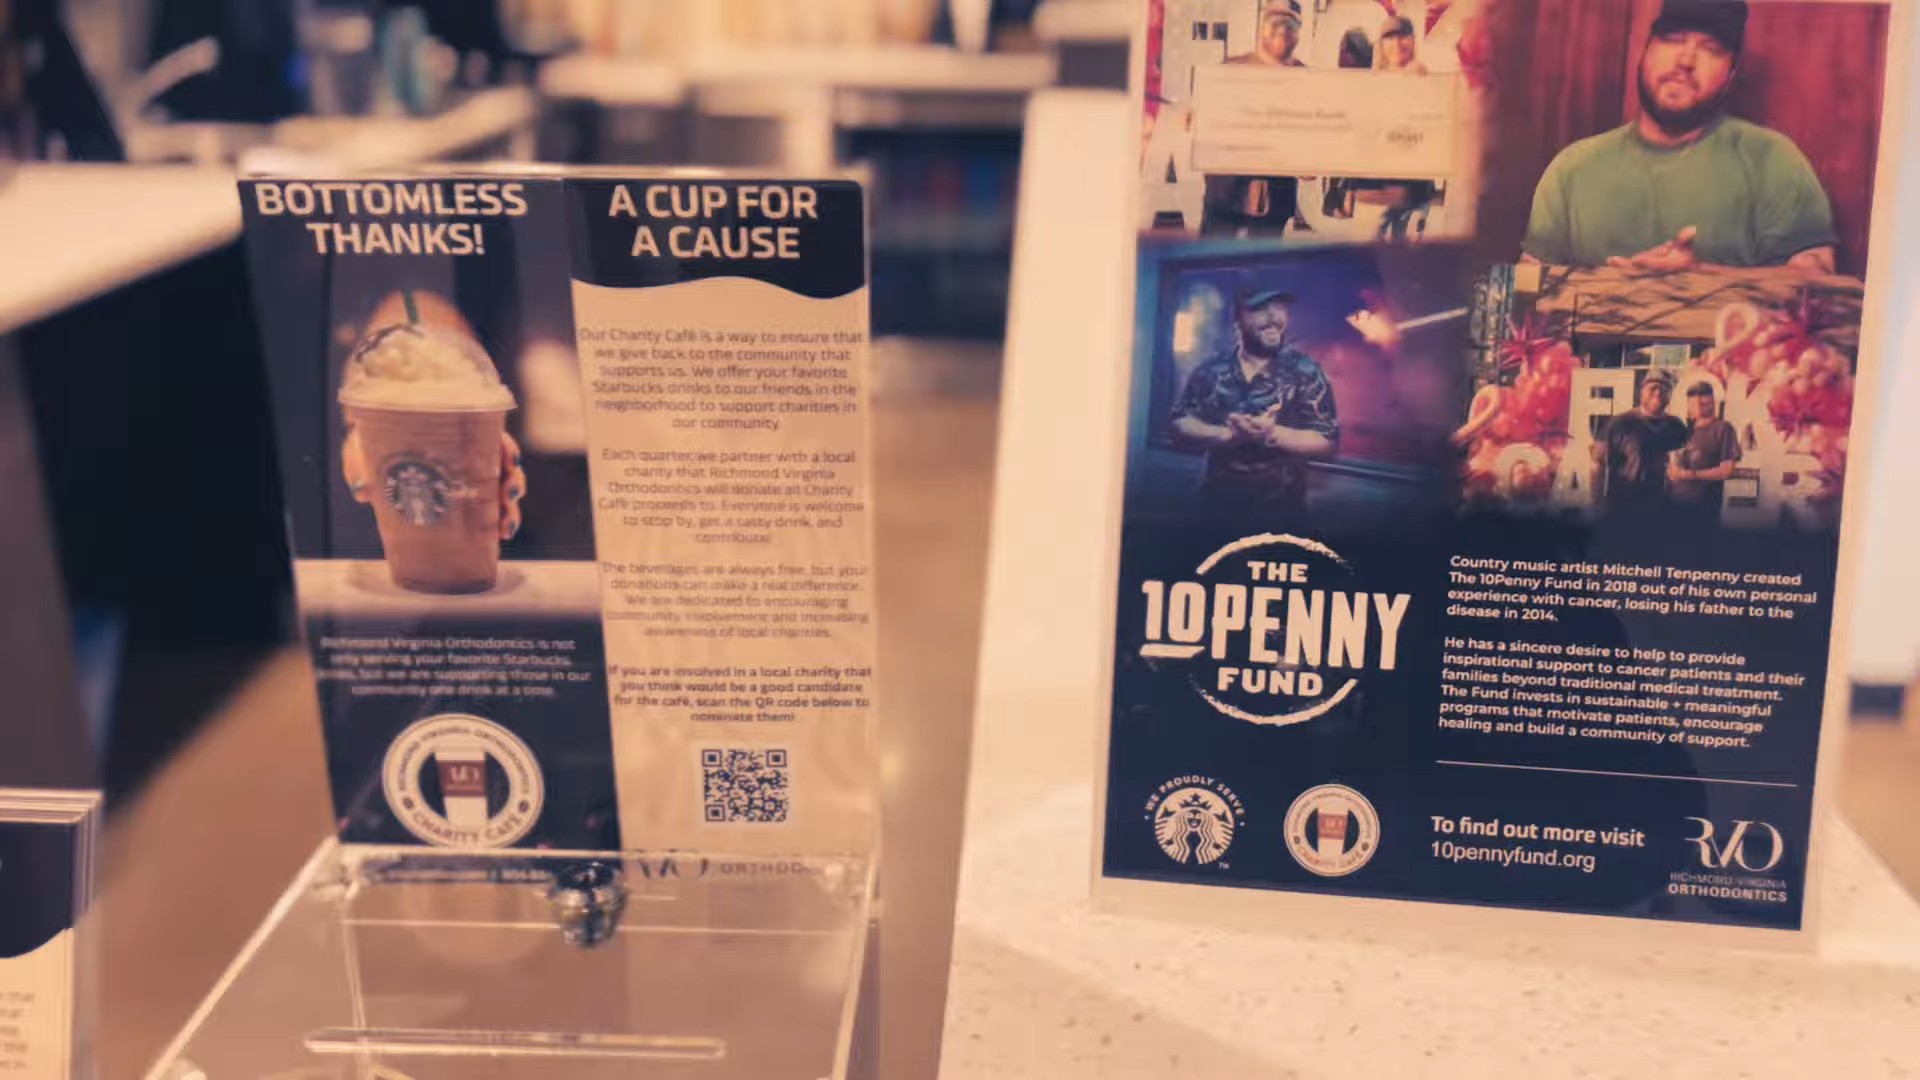 BOTTOMLESS
THANKS!
Richmond Virginia Orthodontics is not
only serving your favorite Starbucks
but we are supporting those in our
community one drink at a time.
RICHMOND VIRGINIA ORTHODONTICS
CHARITY CAFÉ
A CUP FOR
A CAUSE
Our Charity Café is a way to ensure that
we give back to the community that
supports us. We offer your favorite
Starbucks drinks to our friends in the
neighborhood to support charities in
our community.
Each quarter, we partner with a local
charity that Richmond Virginia
Orthodontics will donate all Charity
Café proceeds to. Everyone is welcome
to stop by, get a tasty drink, and
contribute!
The beverages are always free, but your
donations can make a real difference.
We are dedicated to encouraging
community involvement and increasing
awareness of local charities.
If you are involved in a local charity that
you think would be a good candidate
for the café, scan the QR code below to
nominate them!
RVO ORTHOD
THE
10PENNY
FUND
Country music artist Mitchell Tenpenny created
The 10Penny Fund in 2018 out of his own personal
experience with cancer, losing his father to the
disease in 2014.
He has a sincere desire to help to provide
inspirational support to cancer patients and their
families beyond traditional medical treatment.
The Fund invests in sustainable + meaningful
programs that motivate patients, encourage
healing and build a community of support.
WE PROUDLY SERVE
TM
CHARITY CAFÉ
To find out more visit
10pennyfund.org
RVO
RICHMOND VIRGINIA
ORTHODONTICS